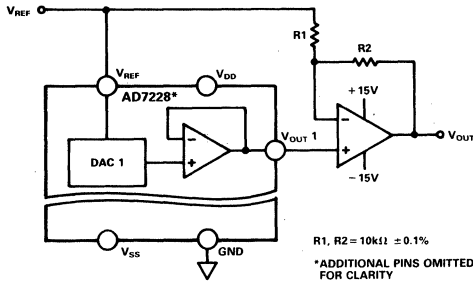 VREF
R1
R2
VREF
VDD
AD7228*
+15V
DAC 1
VOUT 1
VOUT
-15V
VSS
GND
R1, R2 = 10kΩ ±0.1%
*ADDITIONAL PINS OMITTED
FOR CLARITY